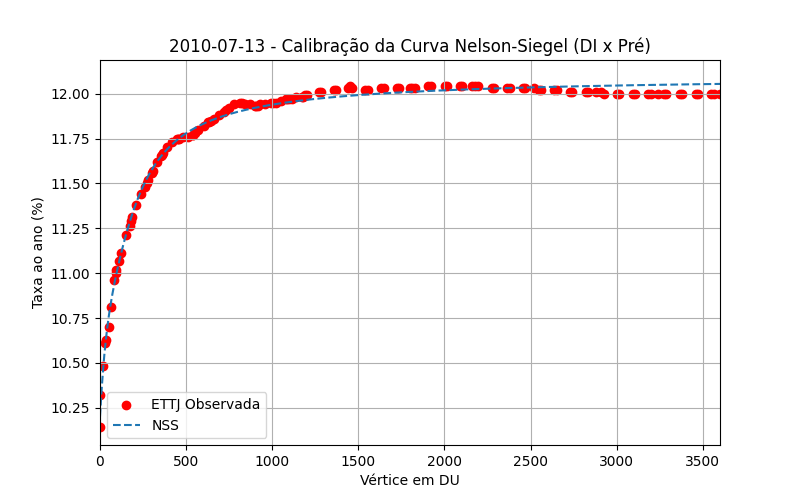 2010-07-13 - Calibração da Curva Nelson-Siegel (DI x Pré)
Taxa ao ano (%)
12.00
11.75
11.50
11.25
11.00
10.75
10.50
10.25
ETTJ Observada
NSS
0 500 1000 1500 2000 2500 3000 3500
Vértice em DU